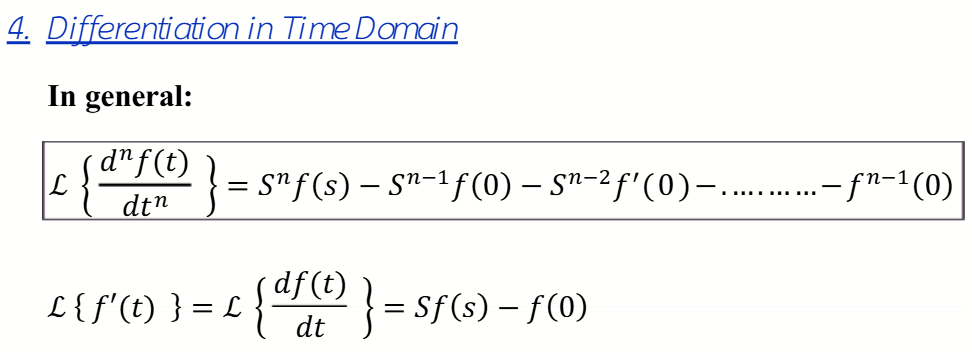 4. Differentiation in Time Domain
In general:
ℒ { dⁿf(t) / dtⁿ } = Sⁿf(s) − Sⁿ⁻¹f(0) − Sⁿ⁻²f′(0) − ............ − fⁿ⁻¹(0)
ℒ { f′(t) } = ℒ { df(t) / dt } = Sf(s) − f(0)